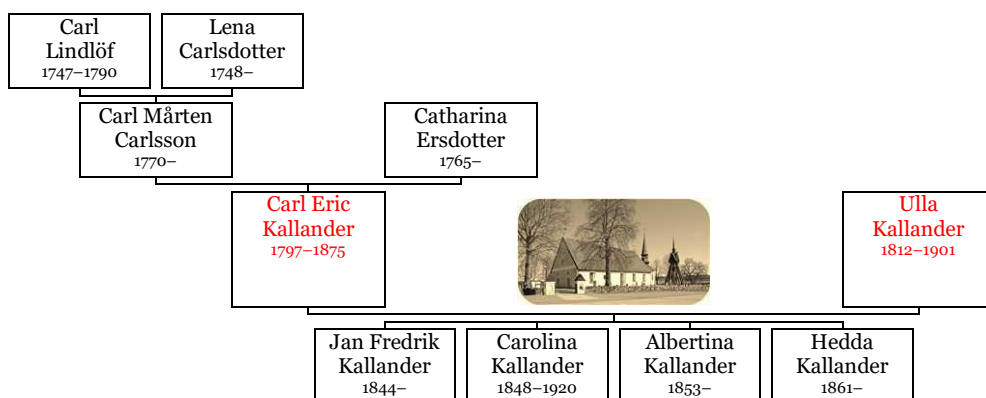 Carl
Lindlöf
1747–1790
Lena
Carlsdotter
1748–
Carl Mårten
Carlsson
1770–
Catharina
Ersdotter
1765–
Carl Eric
Kallander
1797–1875
Ulla
Kallander
1812–1901
Jan Fredrik
Kallander
1844–
Carolina
Kallander
1848–1920
Albertina
Kallander
1853–
Hedda
Kallander
1861–